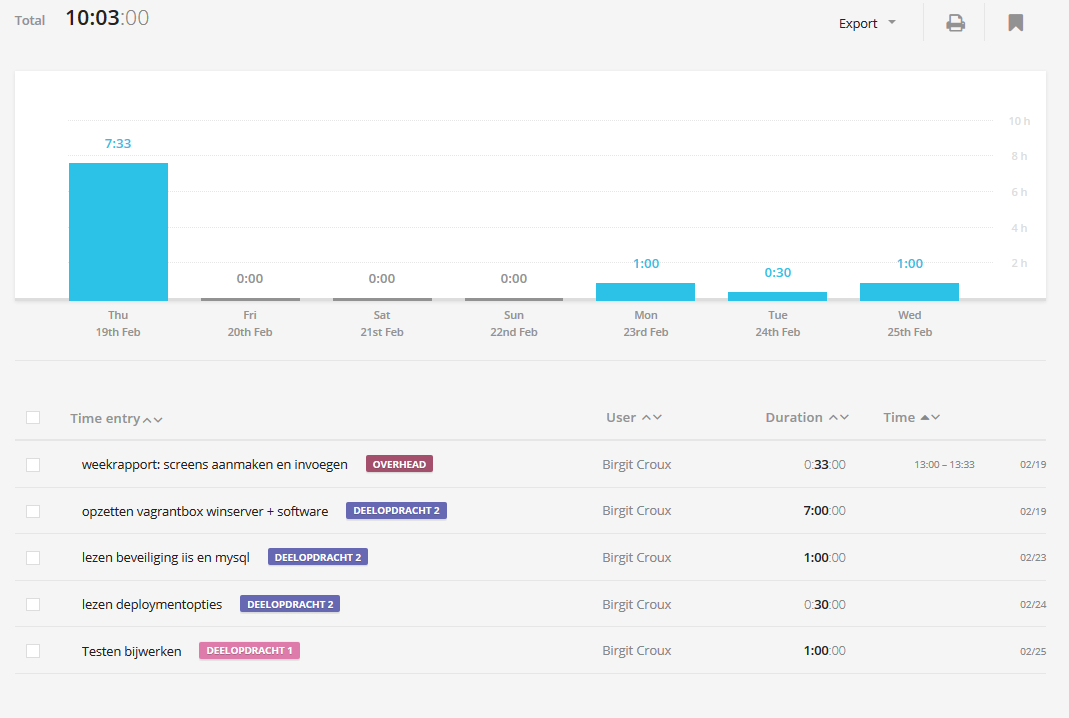 Total 10:03:00 Export
10 h
7:33
8 h
6 h
4 h
0:00 0:00 0:00 1:00 0:30 1:00 2 h
Thu Fri Sat Sun Mon Tue Wed
19th Feb 20th Feb 21st Feb 22nd Feb 23rd Feb 24th Feb 25th Feb
Time entry User Duration Time
weekrapport: screens aanmaken en invoegen OVERHEAD Birgit Croux 0:33:00 13:00 – 13:33 02/19
opzetten vagrantbox winserver + software DEELOPDRACHT 2 Birgit Croux 7:00:00 02/19
lezen beveiliging iis en mysql DEELOPDRACHT 2 Birgit Croux 1:00:00 02/23
lezen deploymentopties DEELOPDRACHT 2 Birgit Croux 0:30:00 02/24
Testen bijwerken DEELOPDRACHT 1 Birgit Croux 1:00:00 02/25